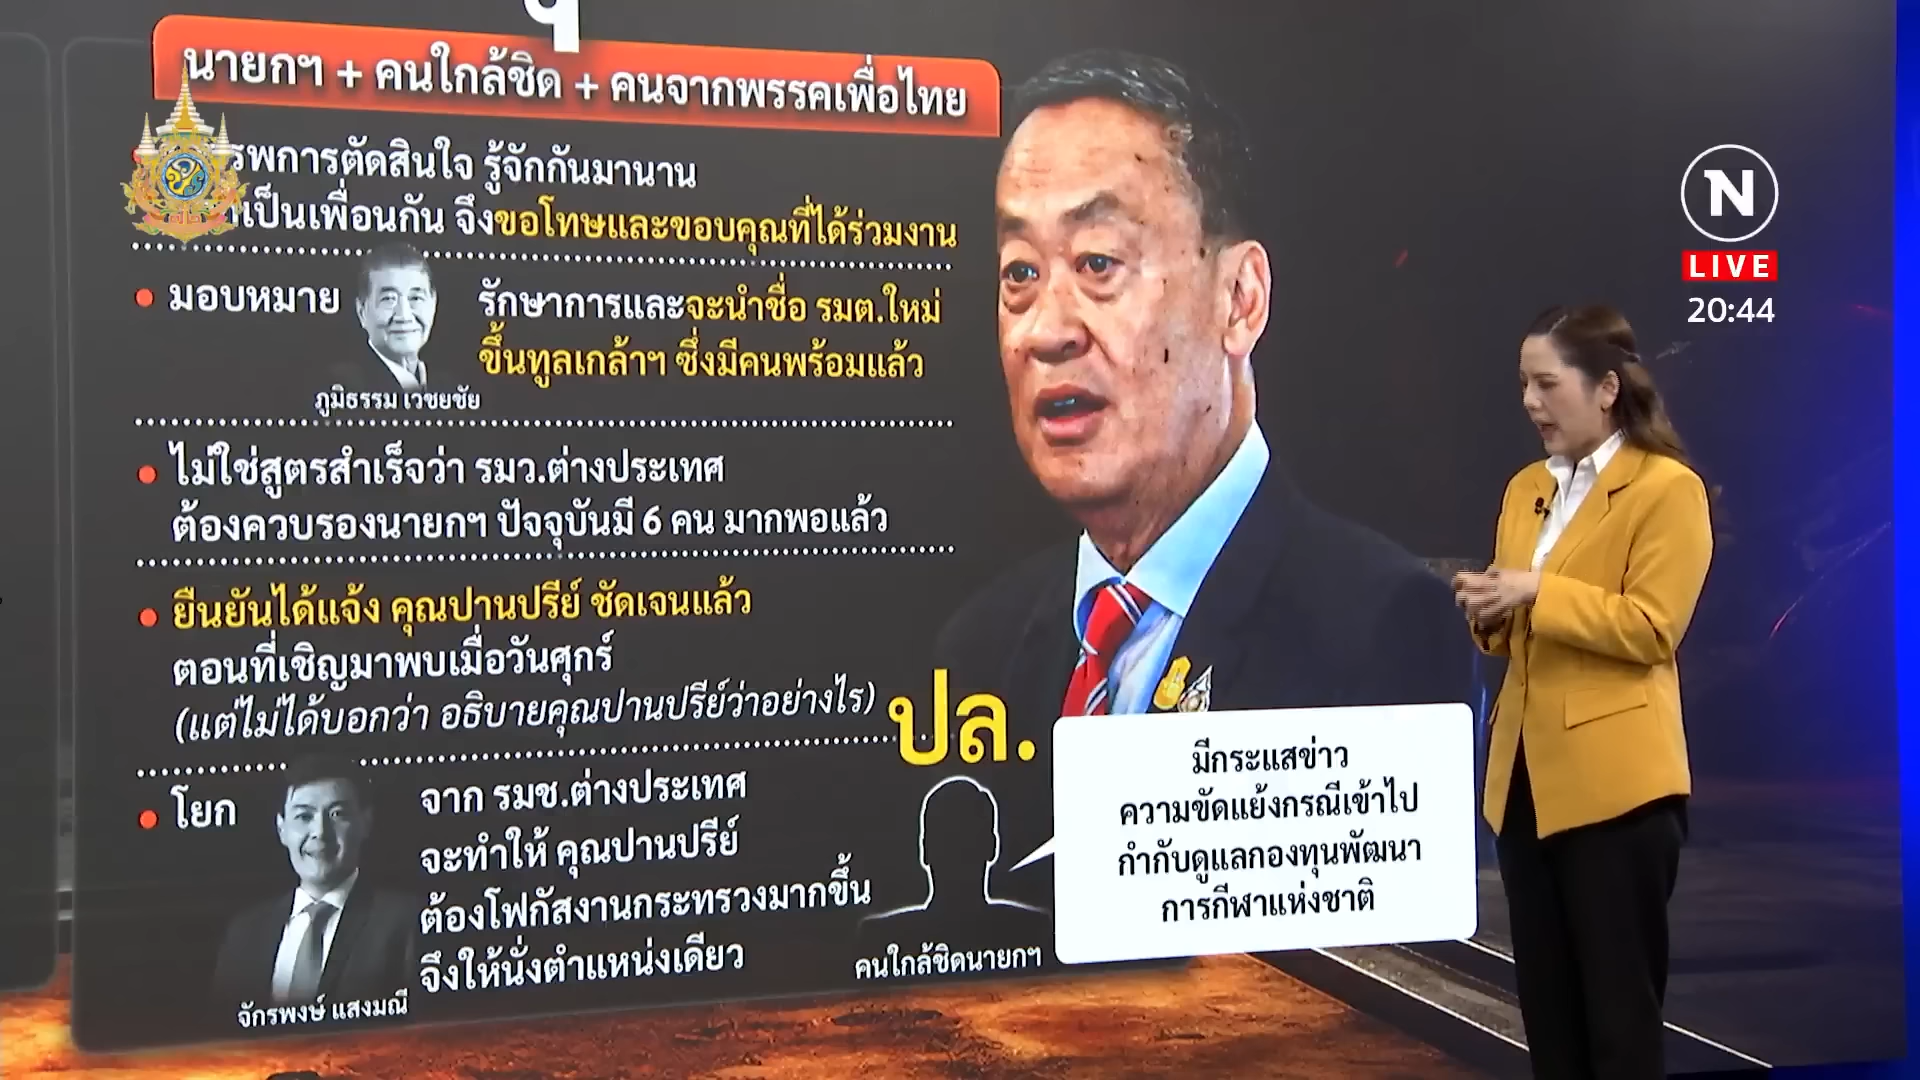 นายกฯ + คนใกล้ชิด + คนจากพรรคเพื่อไทย
การตัดสินใจ รู้จักกันมานาน
เป็นเพื่อนกัน จึงขอโทษและขอบคุณที่ได้ร่วมงาน
มอบหมาย
รักษาการและจะนำชื่อ รมต.ใหม่
ขึ้นทูลเกล้าฯ ซึ่งมีคนพร้อมแล้ว
ภูมิธรรม เวชยชัย
ไม่ใช่สูตรสำเร็จว่า รมว.ต่างประเทศ
ต้องควบรองนายกฯ ปัจจุบันมี 6 คน มากพอแล้ว
ยืนยันได้แจ้ง คุณปานปรีย์ ชัดเจนแล้ว
ตอนที่เชิญมาพบเมื่อวันศุกร์
(แต่ไม่ได้บอกว่า อธิบายคุณปานปรีย์ว่าอย่างไร)
โยก
จาก รมช.ต่างประเทศ
จะทำให้ คุณปานปรีย์
ต้องโฟกัสงานกระทรวงมากขึ้น
จึงให้นั่งตำแหน่งเดียว
จักรพงษ์ แสงมณี
ปล.
คนใกล้ชิดนายกฯ
มีกระแสข่าว
ความขัดแย้งกรณีเข้าไป
กำกับดูแลกองทุนพัฒนา
การกีฬาแห่งชาติ
N
LIVE
20:44